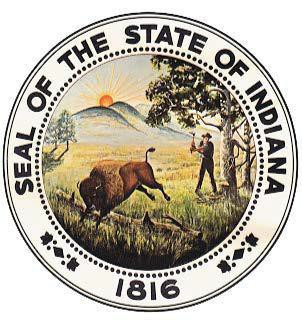 SEAL OF THE STATE OF INDIANA
1816